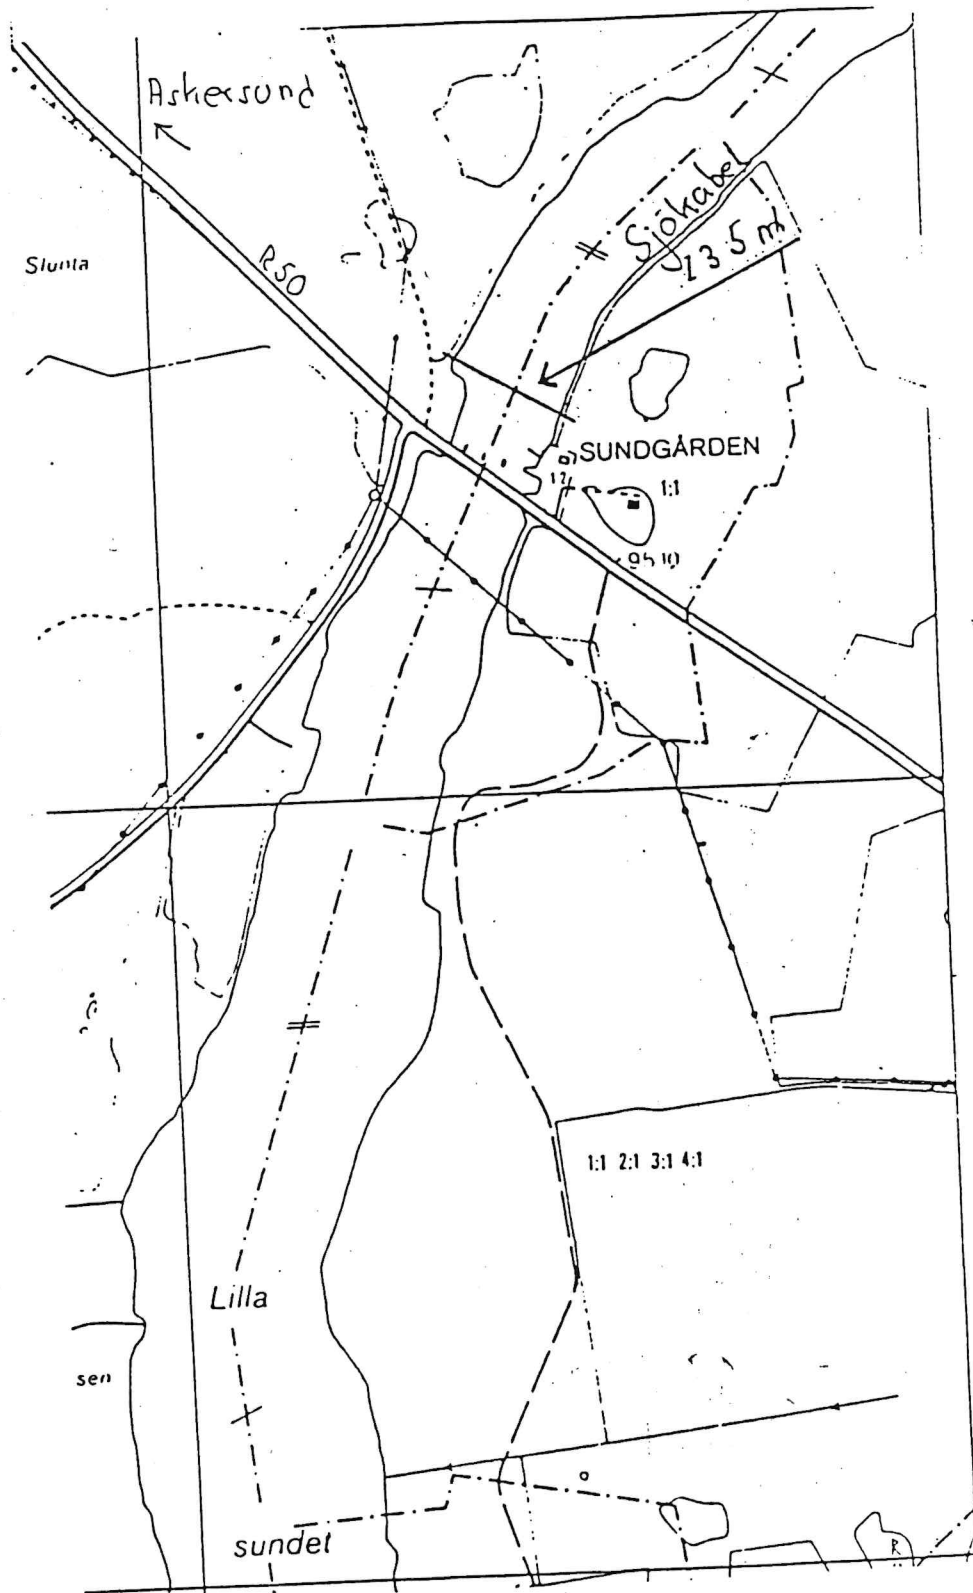 Askersund
Slunta
R50
Sjökabel
135 m
SUNDGÅRDEN
1:1
1:1 2:1 3:1 4:1
Lilla
sen
sundet
R